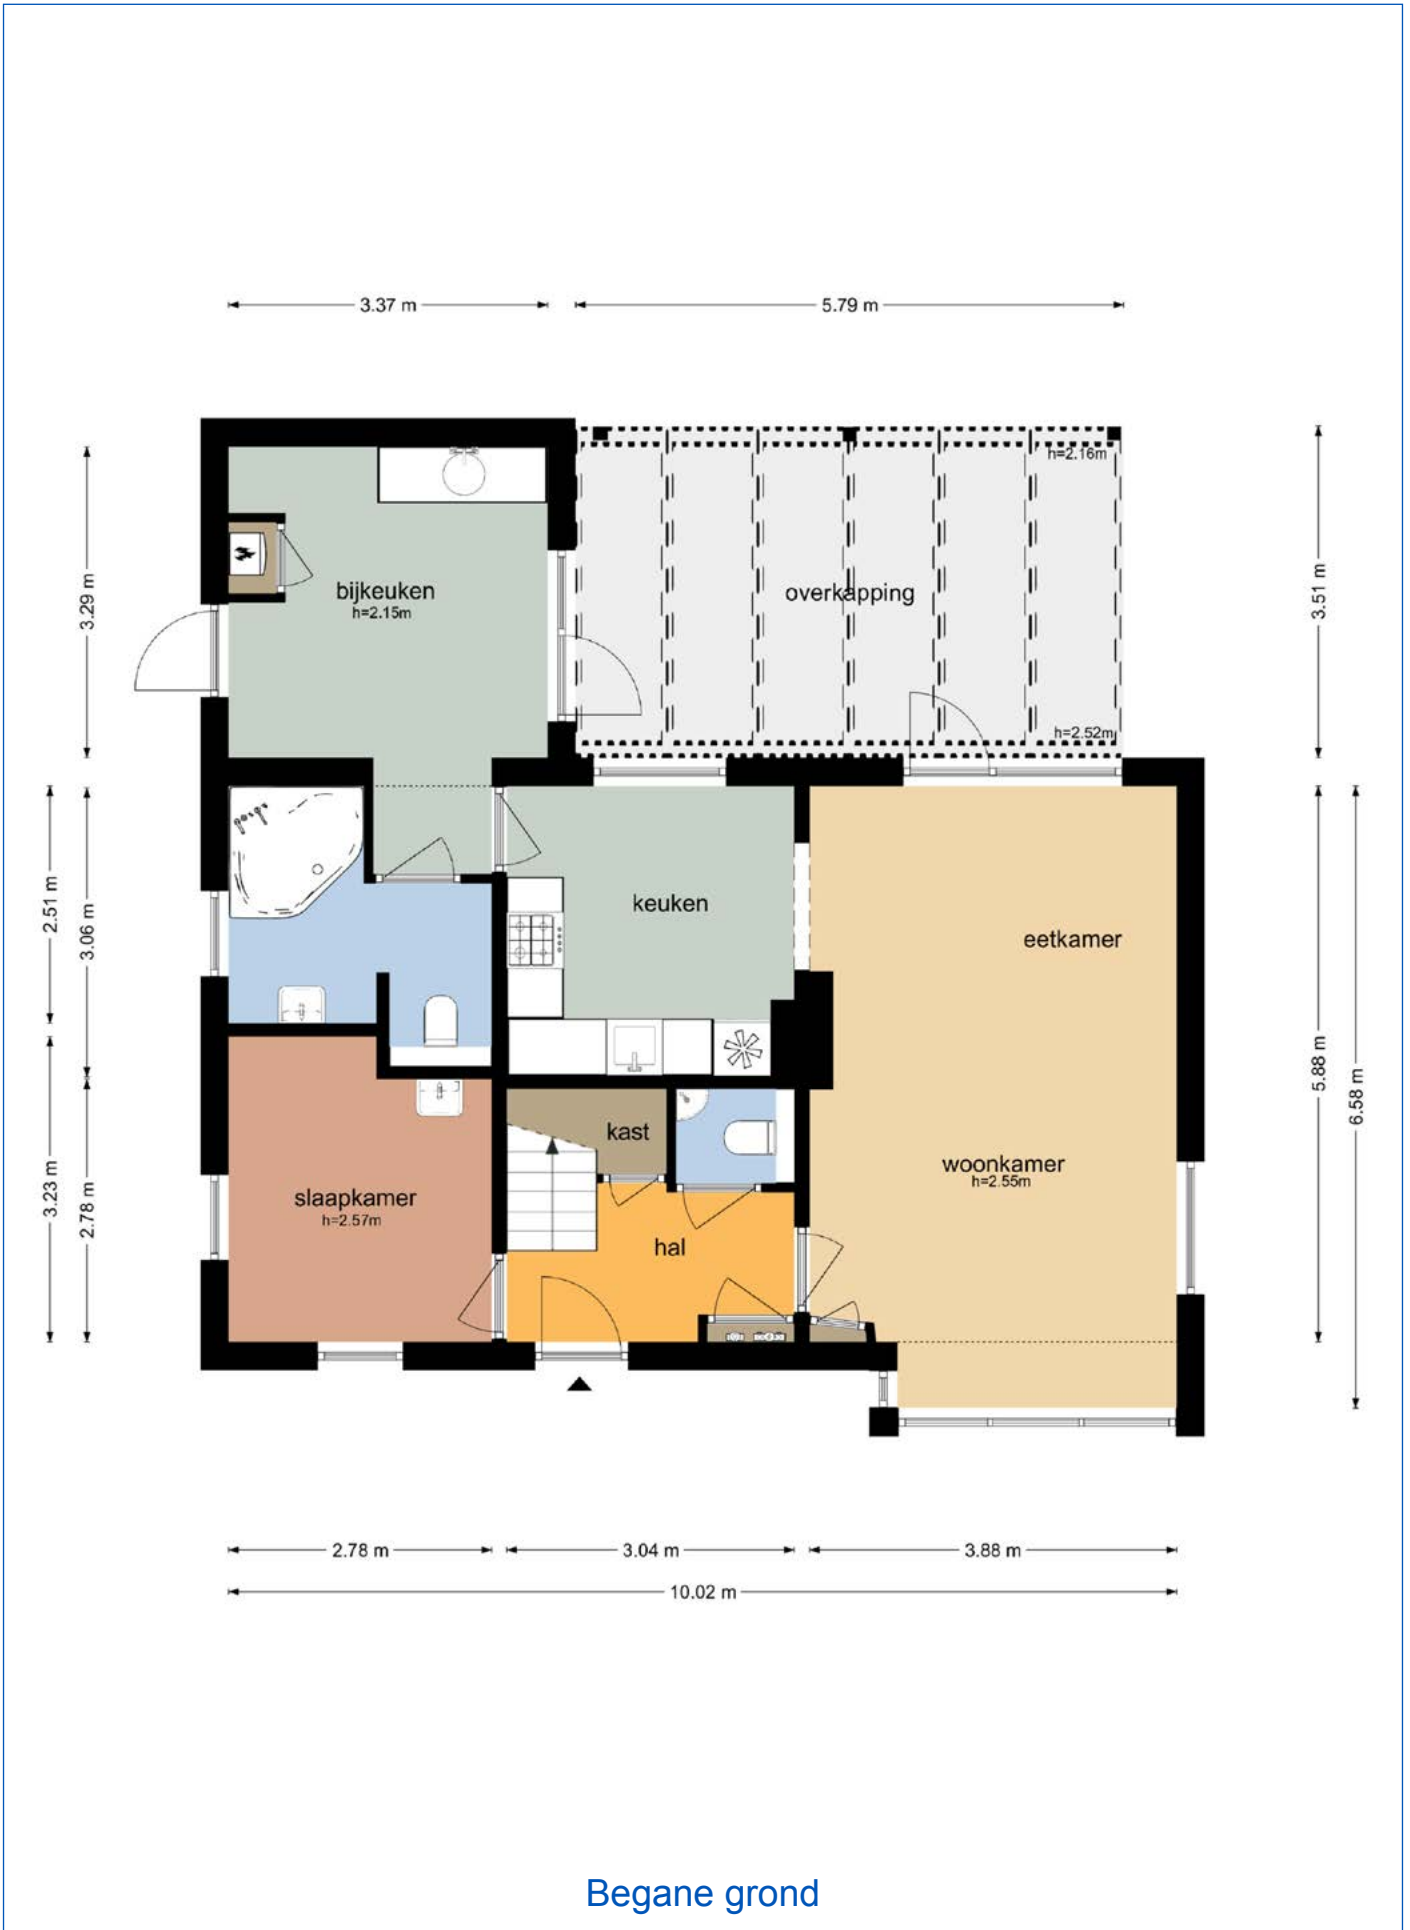 3.37 m
5.79 m
h=2.16m
3.29 m
3.51 m
bijkeuken
h=2.15m
overkapping
h=2.52m
2.51 m
3.06 m
keuken
eetkamer
5.88 m
6.58 m
kast
woonkamer
h=2.55m
3.23 m
2.78 m
slaapkamer
h=2.57m
hal
2.78 m
3.04 m
3.88 m
10.02 m
Begane grond